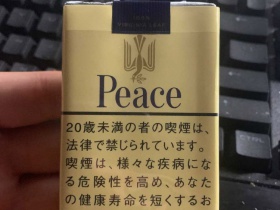 Peace
20歳未満の者の喫煙は、
法律で禁じられています。
喫煙は、様々な疾病にな
る危険性を高め、あなた
の健康寿命を短くするお